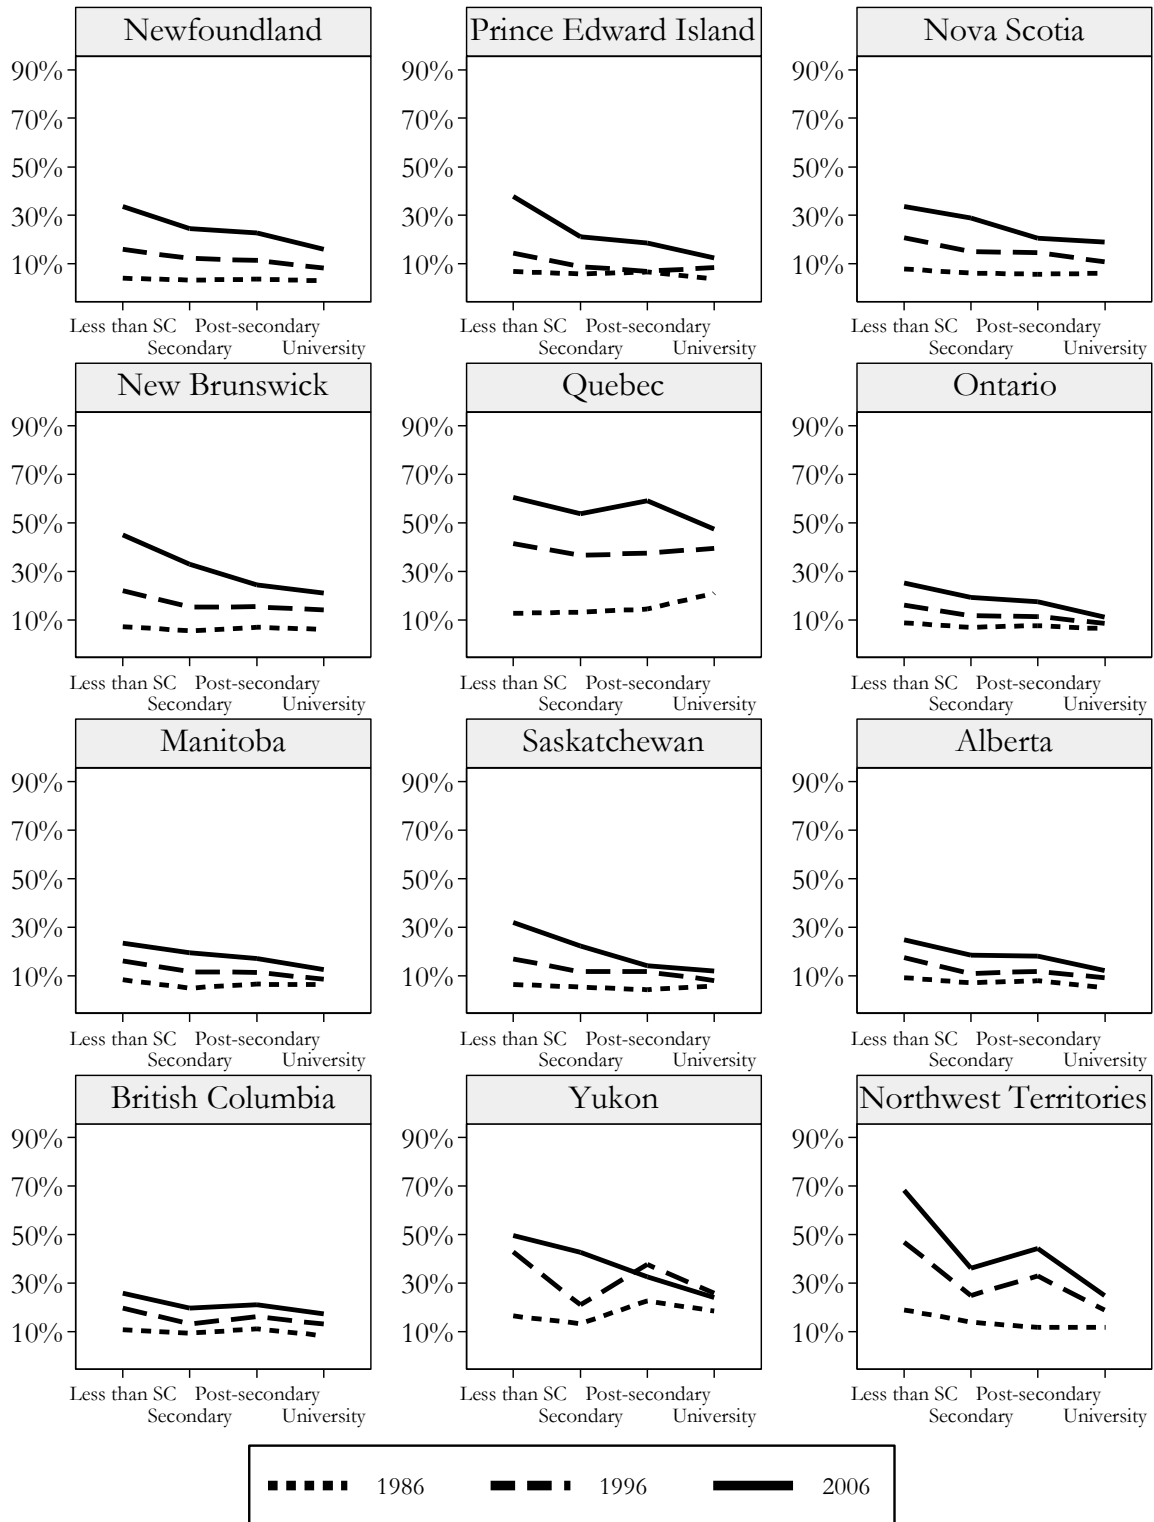 Newfoundland
Prince Edward Island
Nova Scotia
90%
70%
50%
30%
10%
90%
70%
50%
30%
10%
90%
70%
50%
30%
10%
Less than SC Post-secondary
Secondary University
Less than SC Post-secondary
Secondary University
Less than SC Post-secondary
Secondary University
New Brunswick
Quebec
Ontario
90%
70%
50%
30%
10%
90%
70%
50%
30%
10%
90%
70%
50%
30%
10%
Less than SC Post-secondary
Secondary University
Less than SC Post-secondary
Secondary University
Less than SC Post-secondary
Secondary University
Manitoba
Saskatchewan
Alberta
90%
70%
50%
30%
10%
90%
70%
50%
30%
10%
90%
70%
50%
30%
10%
Less than SC Post-secondary
Secondary University
Less than SC Post-secondary
Secondary University
Less than SC Post-secondary
Secondary University
British Columbia
Yukon
Northwest Territories
90%
70%
50%
30%
10%
90%
70%
50%
30%
10%
90%
70%
50%
30%
10%
Less than SC Post-secondary
Secondary University
Less than SC Post-secondary
Secondary University
Less than SC Post-secondary
Secondary University
1986 1996 2006